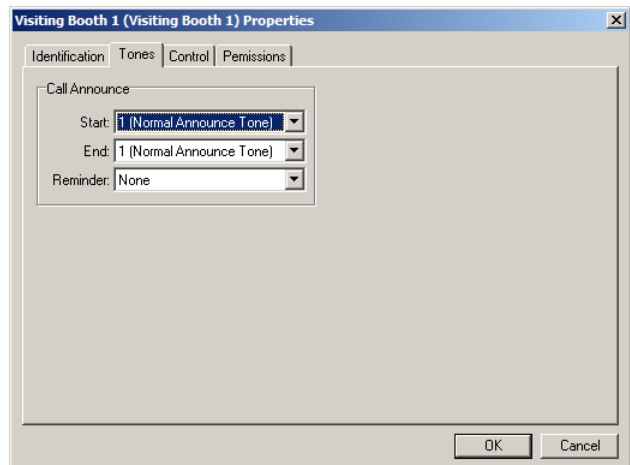 Visiting Booth 1 (Visiting Booth 1) Properties
Identification Tones Control Pemissions
Call Announce
Start: 1 (Normal Announce Tone)
End: 1 (Normal Announce Tone)
Reminder: None
OK Cancel